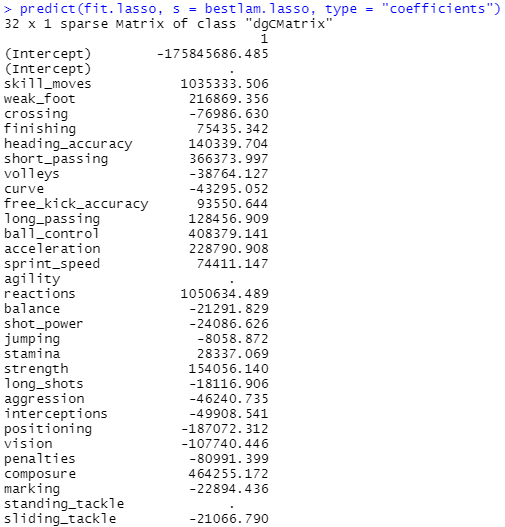 > predict(fit.lasso, s = bestlam.lasso, type = "coefficients")
32 x 1 sparse Matrix of class "dgCMatrix"
1
(Intercept) -175845686.485
(Intercept) .
skill_moves 1035333.506
weak_foot 216869.356
crossing -76986.630
finishing 75435.342
heading_accuracy 140339.704
short_passing 366373.997
volleys -38764.127
curve -43295.052
free_kick_accuracy 93550.644
long_passing 128456.909
ball_control 408379.141
acceleration 228790.908
sprint_speed 74411.147
agility .
reactions 1050634.489
balance -21291.829
shot_power -24086.626
jumping -8058.872
stamina 28337.069
strength 154056.140
long_shots -18116.906
aggression -46240.735
interceptions -49908.541
positioning -187072.312
vision -107740.446
penalties -80991.399
composure 464255.172
marking -22894.436
standing_tackle .
sliding_tackle -21066.790